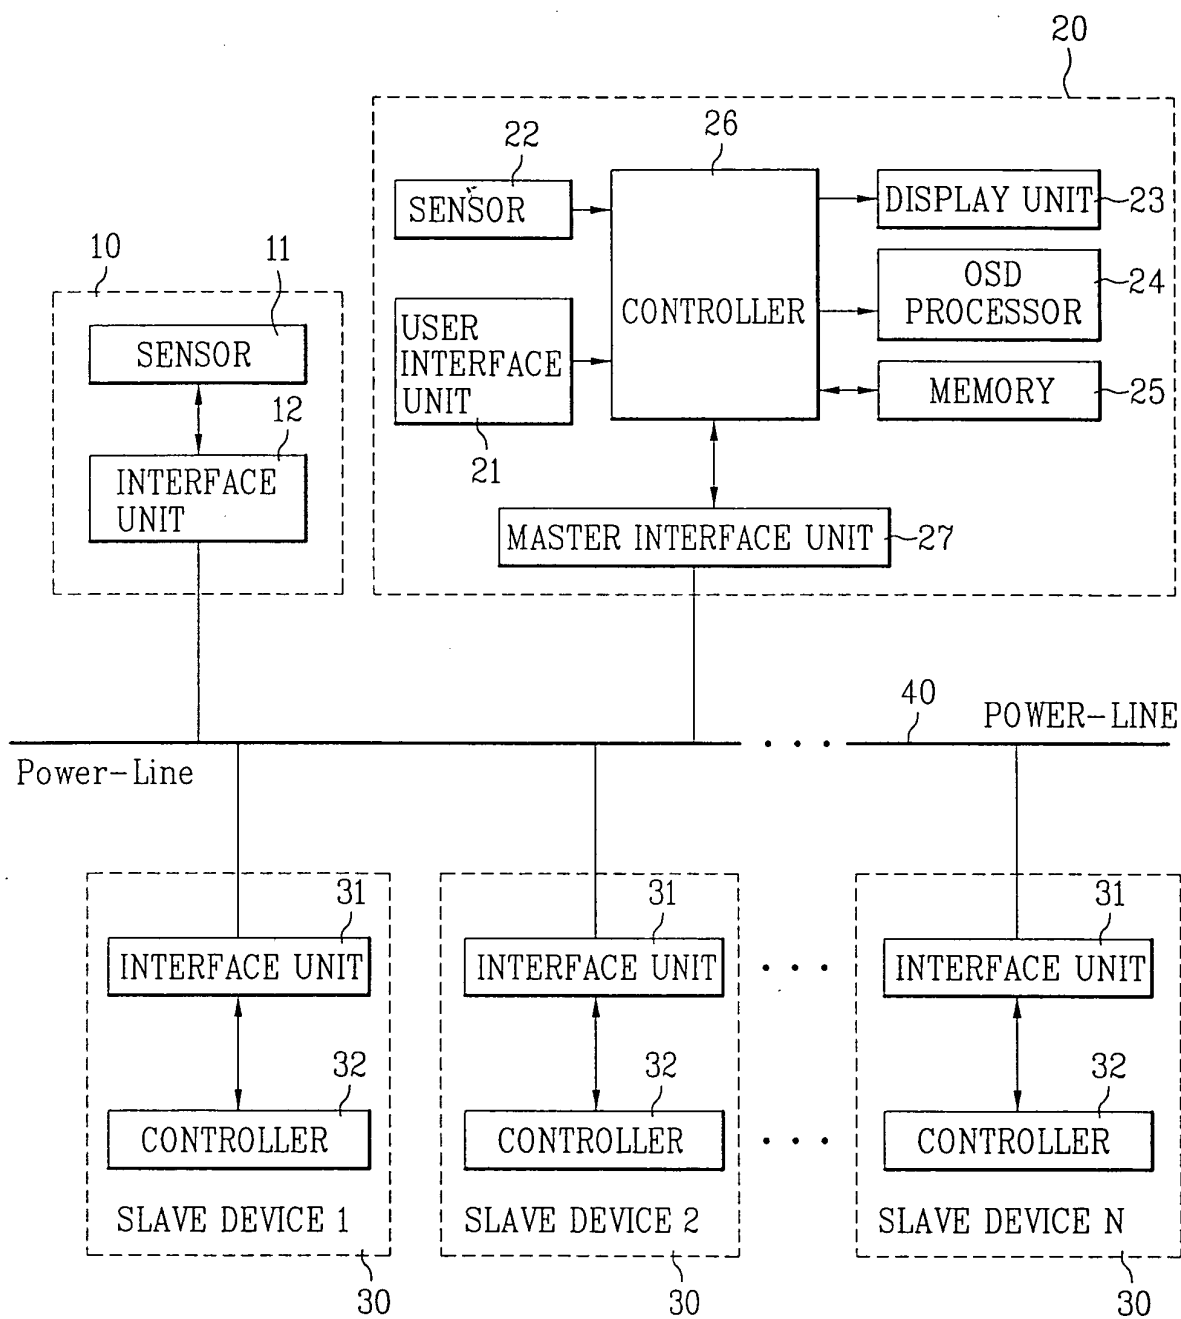 20
22
26
SENSOR
DISPLAY UNIT
23
10
11
OSD
PROCESSOR
24
CONTROLLER
USER
INTERFACE
UNIT
SENSOR
MEMORY
25
12
21
INTERFACE
UNIT
MASTER INTERFACE UNIT
27
40
POWER-LINE
Power-Line
31
31
31
INTERFACE UNIT
INTERFACE UNIT
INTERFACE UNIT
32
32
32
CONTROLLER
CONTROLLER
CONTROLLER
SLAVE DEVICE 1
SLAVE DEVICE 2
SLAVE DEVICE N
30
30
30